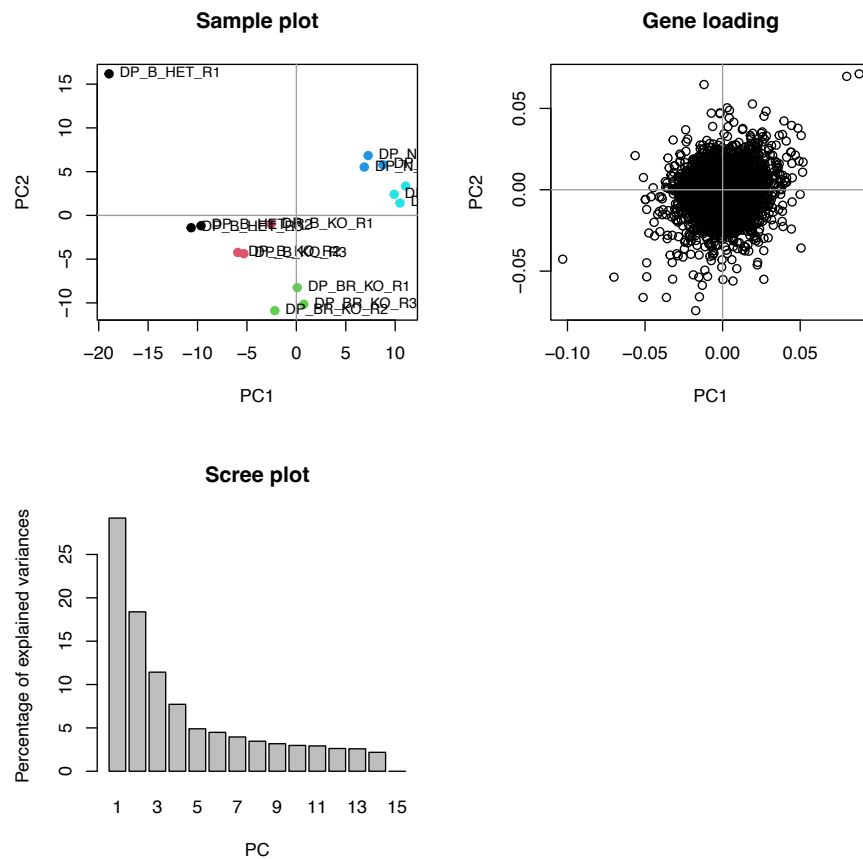 Sample plot
PC2
15
10
5
0
−5
−10
DP_B_HET_R1
DP_B_KO_R1
DP_BR_KO_R1
DP_BR_KO_R3
DP_BR_KO_R2
−20
−15
−10
−5
0
5
10
PC1
Gene loading
PC2
0.05
0.00
−0.05
−0.10
−0.05
0.00
0.05
PC1
Scree plot
Percentage of explained variances
25
20
15
10
5
0
1
3
5
7
9
11
13
15
PC